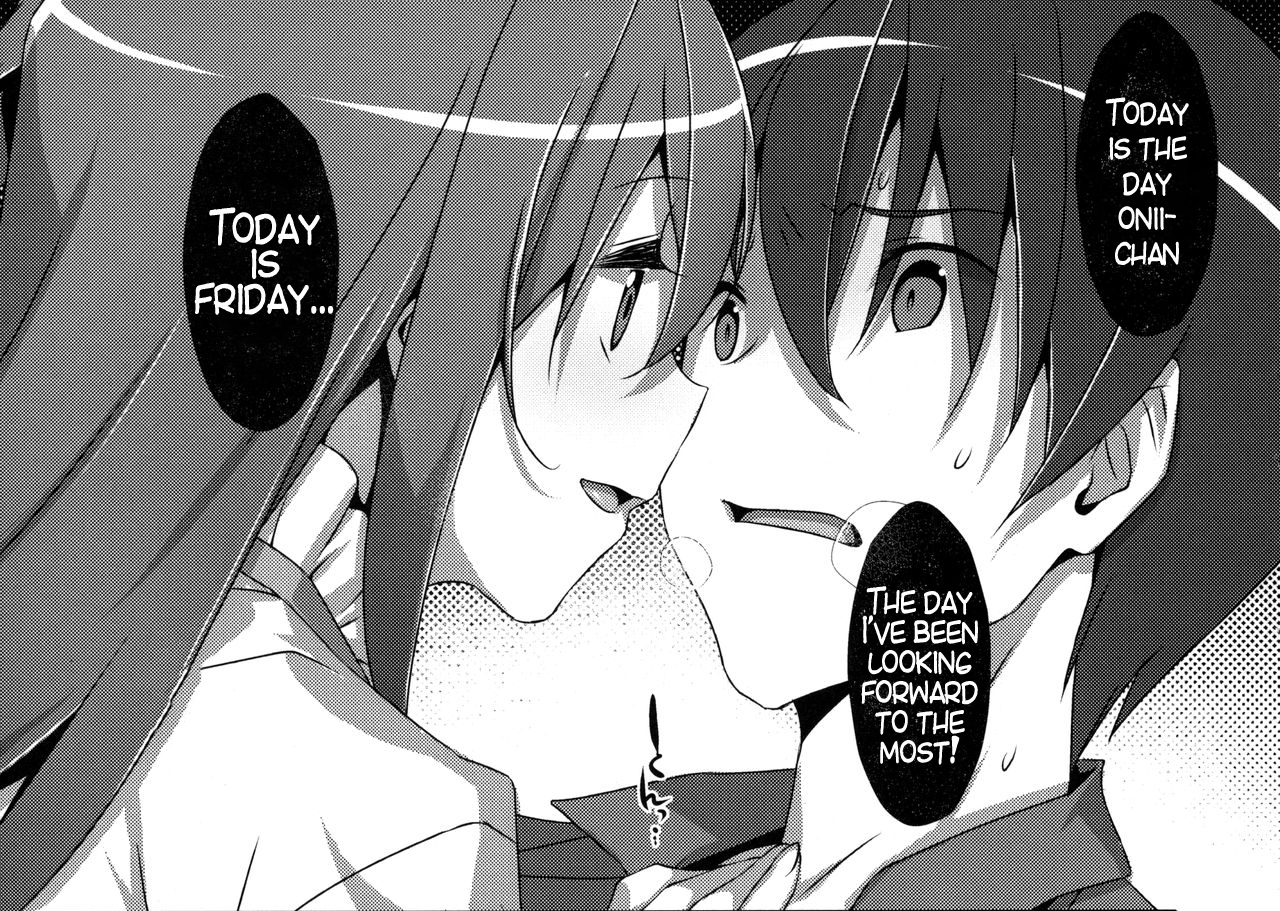 TODAY
IS THE
DAY
ONII-
CHAN
THE DAY
I'VE BEEN
LOOKING
FORWARD
TO THE
MOST!
TODAY
IS
FRIDAY...